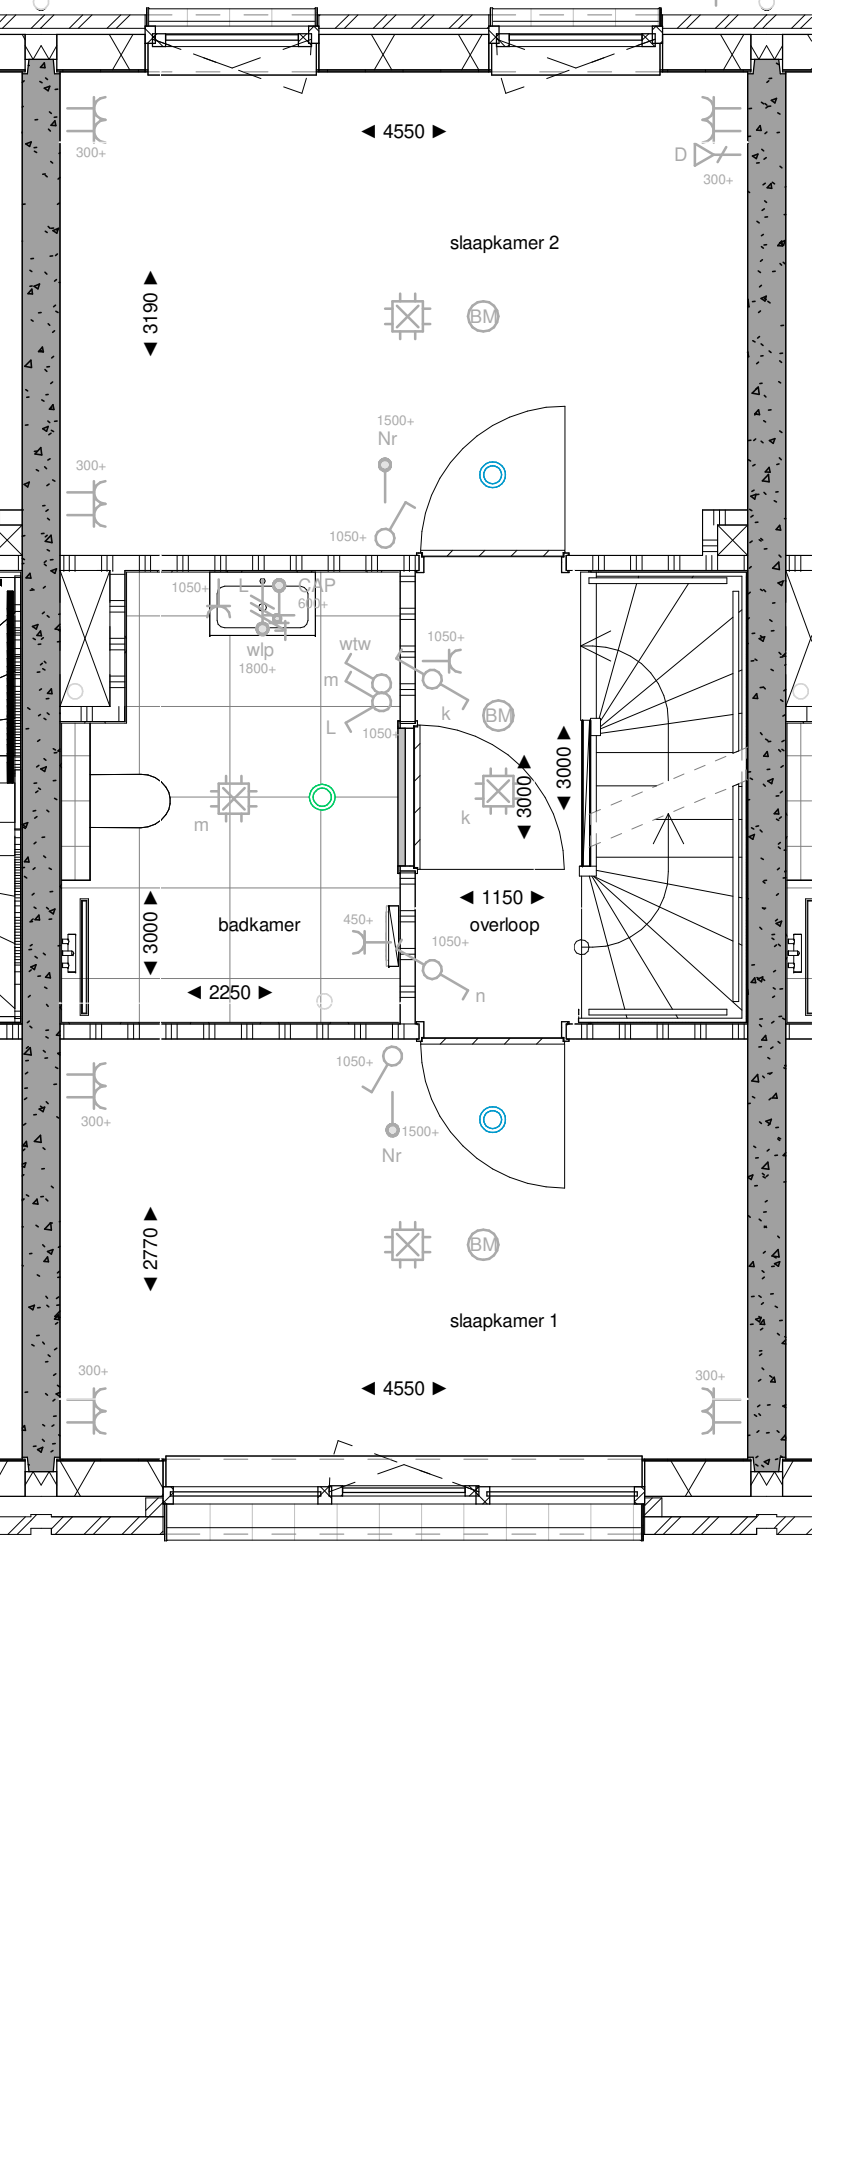 300+
4550
D
300+
slaapkamer 2
3190
BM
1500+
Nr
300+
1050+
1050+
L
CAP
600+
wlp
1800+
wtw
m
L
1050+
1050+
k
BM
3000
3000
k
m
3000
badkamer
2250
1150
overloop
450+
1050+
n
1050+
1500+
Nr
300+
2770
BM
slaapkamer 1
300+
4550
300+